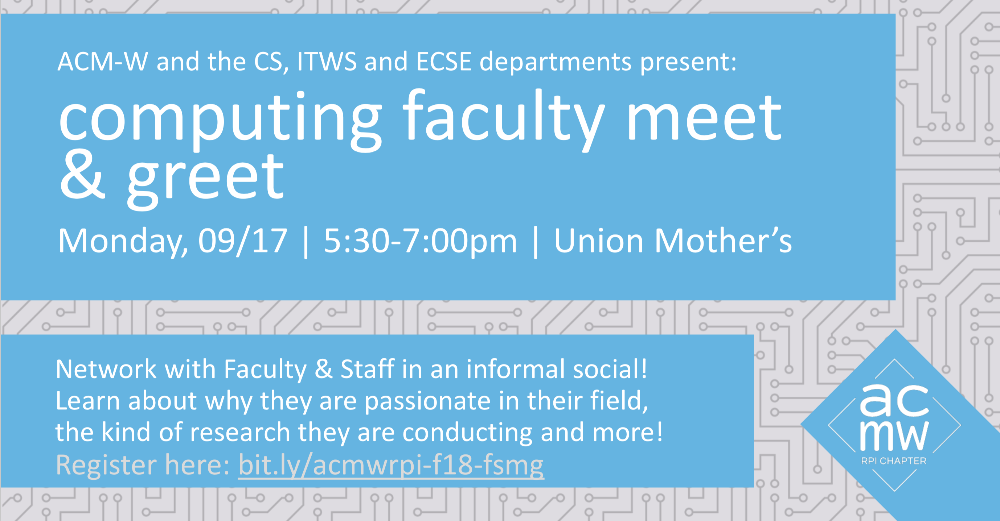 ACM-W and the CS, ITWS and ECSE departments present:
computing faculty meet
& greet
Monday, 09/17 | 5:30-7:00pm | Union Mother’s
Network with Faculty & Staff in an informal social!
Learn about why they are passionate in their field,
the kind of research they are conducting and more!
Register here: bit.ly/acmwrpi-f18-fsmg
ac
mw
RPI CHAPTER